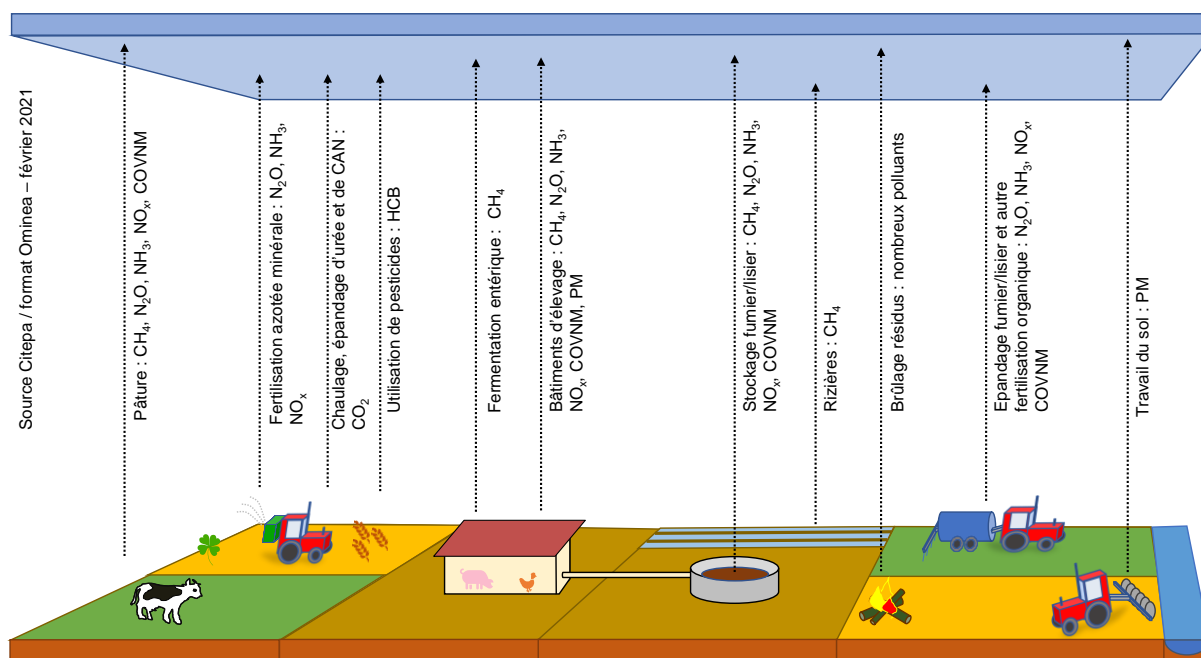 Source Citepa / format Ominea – février 2021
Pâture : CH₄, N₂O, NH₃, NOₓ, COVNM
Fertilisation azotée minérale : N₂O, NH₃,
NOₓ
Chaulage, épandage d'urée et de CAN :
CO₂
Utilisation de pesticides : HCB
Fermentation entérique : CH₄
Bâtiments d'élevage : CH₄, N₂O, NH₃,
NOₓ, COVNM, PM
Stockage fumier/lisier : CH₄, N₂O, NH₃,
NOₓ, COVNM
Rizières : CH₄
Brûlage résidus : nombreux polluants
Epandage fumier/lisier et autre
fertilisation organique : N₂O, NH₃, NOₓ,
COVNM
Travail du sol : PM